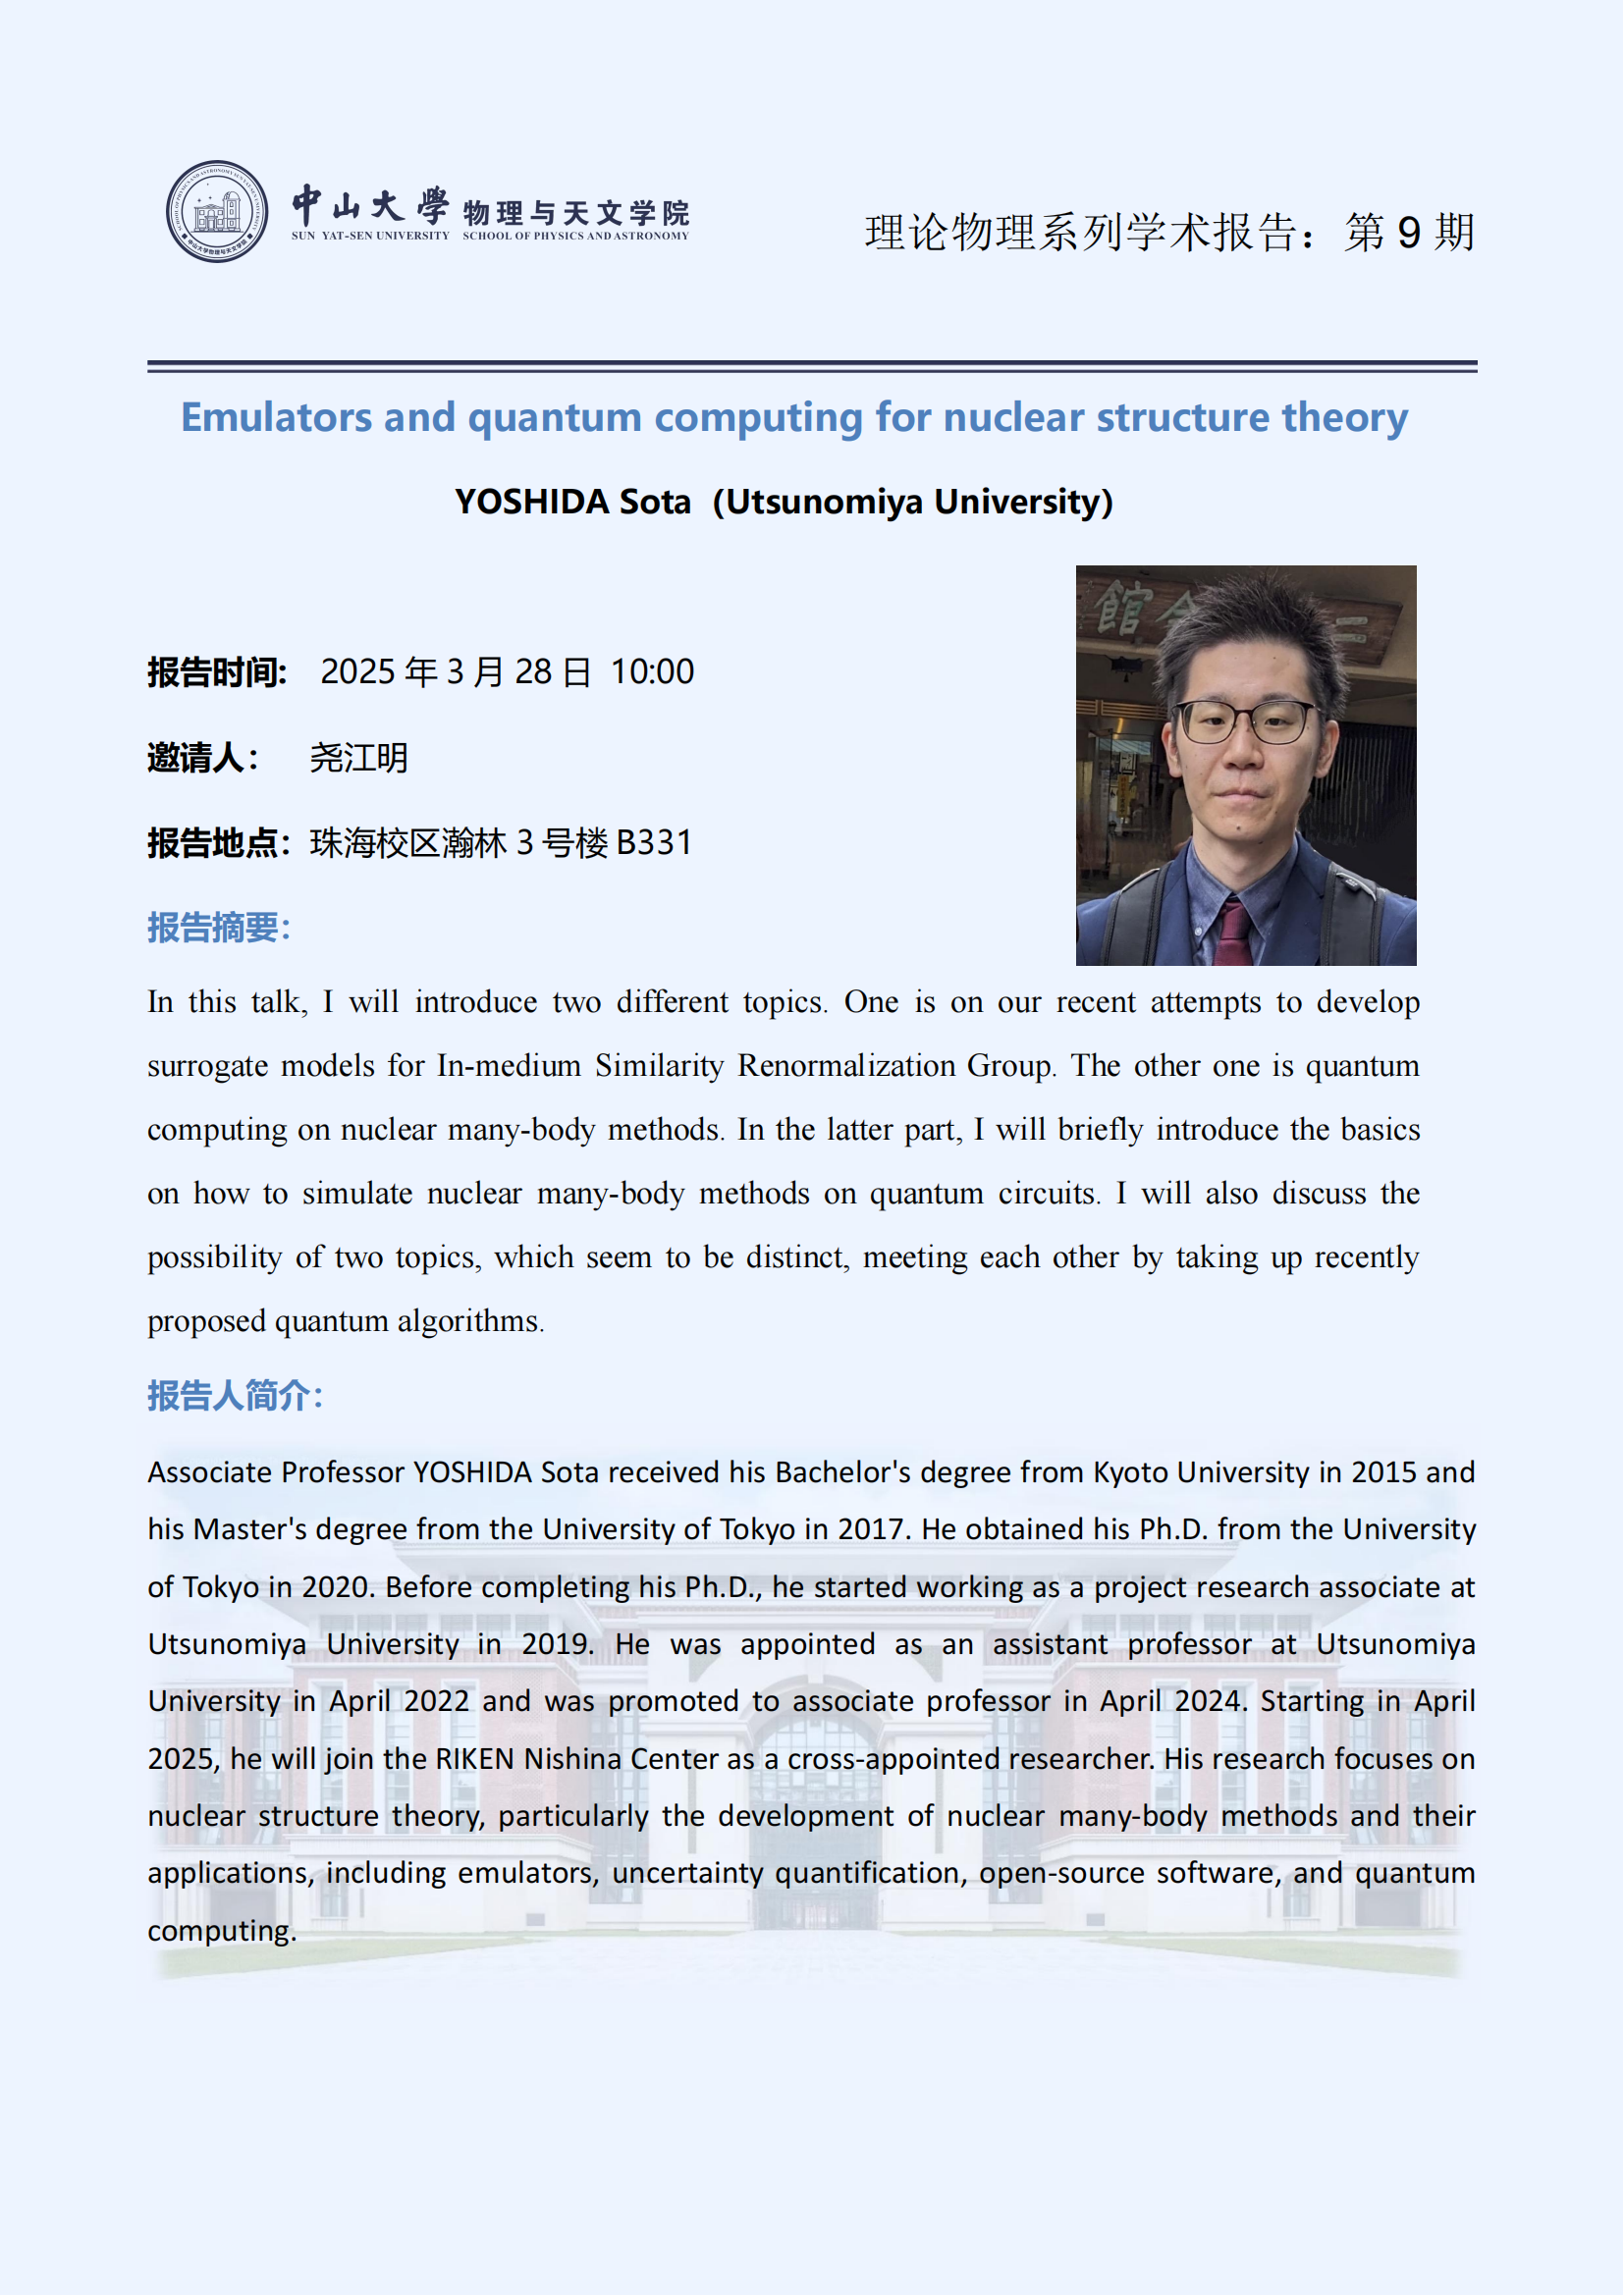 中山大學 物理与天文学院
SUN YAT-SEN UNIVERSITY SCHOOL OF PHYSICS AND ASTRONOMY
理论物理系列学术报告：第 9 期
Emulators and quantum computing for nuclear structure theory
YOSHIDA Sota (Utsunomiya University)
館
报告时间: 2025 年 3 月 28 日 10:00
邀请人： 尧江明
报告地点：珠海校区瀚林 3 号楼 B331
报告摘要：
In this talk, I will introduce two different topics. One is on our recent attempts to develop
surrogate models for In-medium Similarity Renormalization Group. The other one is quantum
computing on nuclear many-body methods. In the latter part, I will briefly introduce the basics
on how to simulate nuclear many-body methods on quantum circuits. I will also discuss the
possibility of two topics, which seem to be distinct, meeting each other by taking up recently
proposed quantum algorithms.
报告人简介：
Associate Professor YOSHIDA Sota received his Bachelor's degree from Kyoto University in 2015 and
his Master's degree from the University of Tokyo in 2017. He obtained his Ph.D. from the University
of Tokyo in 2020. Before completing his Ph.D., he started working as a project research associate at
Utsunomiya University in 2019. He was appointed as an assistant professor at Utsunomiya
University in April 2022 and was promoted to associate professor in April 2024. Starting in April
2025, he will join the RIKEN Nishina Center as a cross-appointed researcher. His research focuses on
nuclear structure theory, particularly the development of nuclear many-body methods and their
applications, including emulators, uncertainty quantification, open-source software, and quantum
computing.